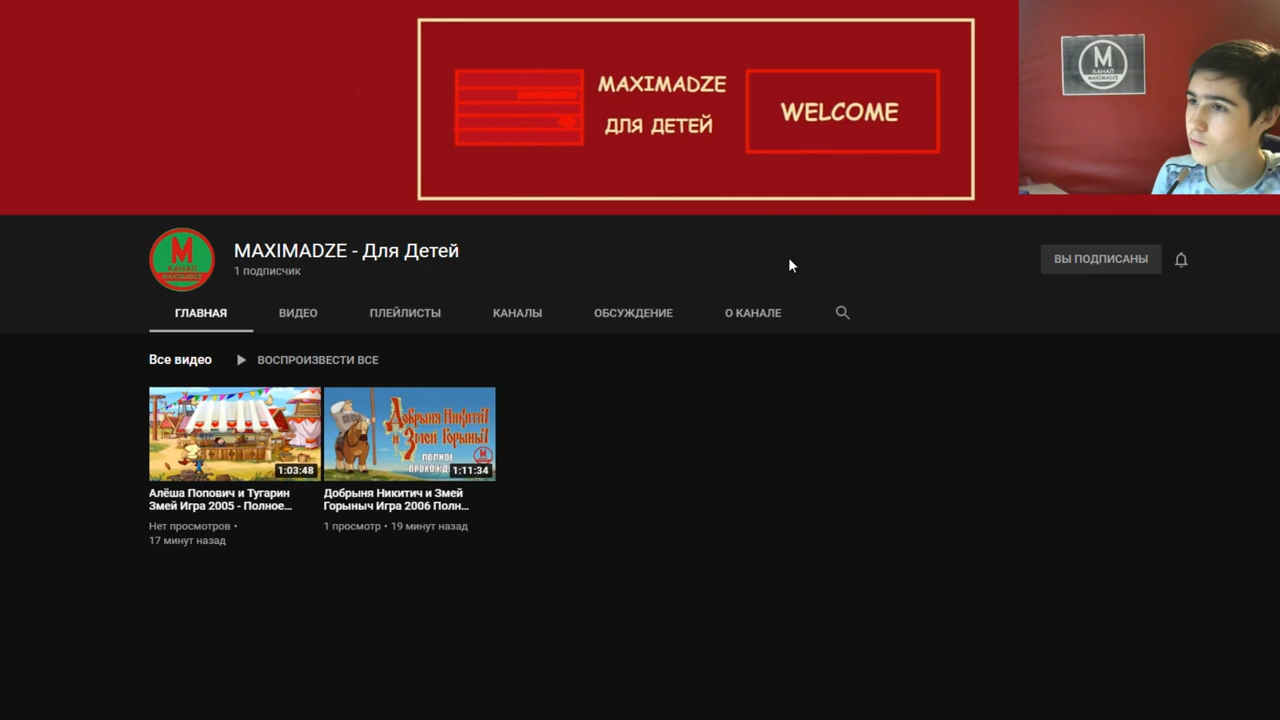 MAXIMADZE
ДЛЯ ДЕТЕЙ
WELCOME
М
КАНАЛ
MAXIMADZE
М
КАНАЛ
MAXIMADZE
MAXIMADZE - Для Детей
1 подписчик
ВЫ ПОДПИСАНЫ
ГЛАВНАЯ
ВИДЕО
ПЛЕЙЛИСТЫ
КАНАЛЫ
ОБСУЖДЕНИЕ
О КАНАЛЕ
Все видео
ВОСПРОИЗВЕСТИ ВСЕ
1:03:48
Добрыня Никитич
и Змей Горыныч
ПОЛНОЕ
1:11:34
Алёша Попович и Тугарин
Змей Игра 2005 - Полное...
Нет просмотров •
17 минут назад
Добрыня Никитич и Змей
Горыныч Игра 2006 Полн...
1 просмотр • 19 минут назад